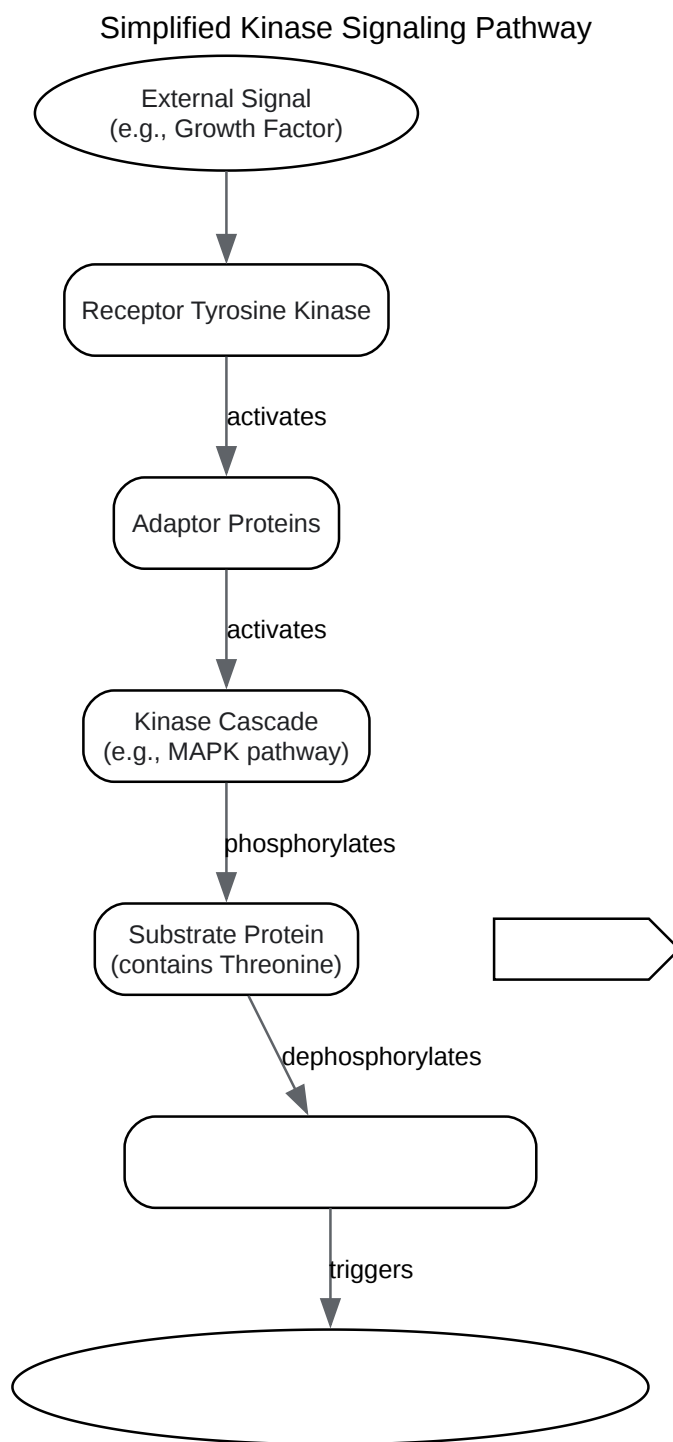 Simplified Kinase Signaling Pathway
External Signal
(e.g., Growth Factor)
Receptor Tyrosine Kinase
activates
Adaptor Proteins
activates
Kinase Cascade
(e.g., MAPK pathway)
phosphorylates
Substrate Protein
(contains Threonine)
dephosphorylates
triggers